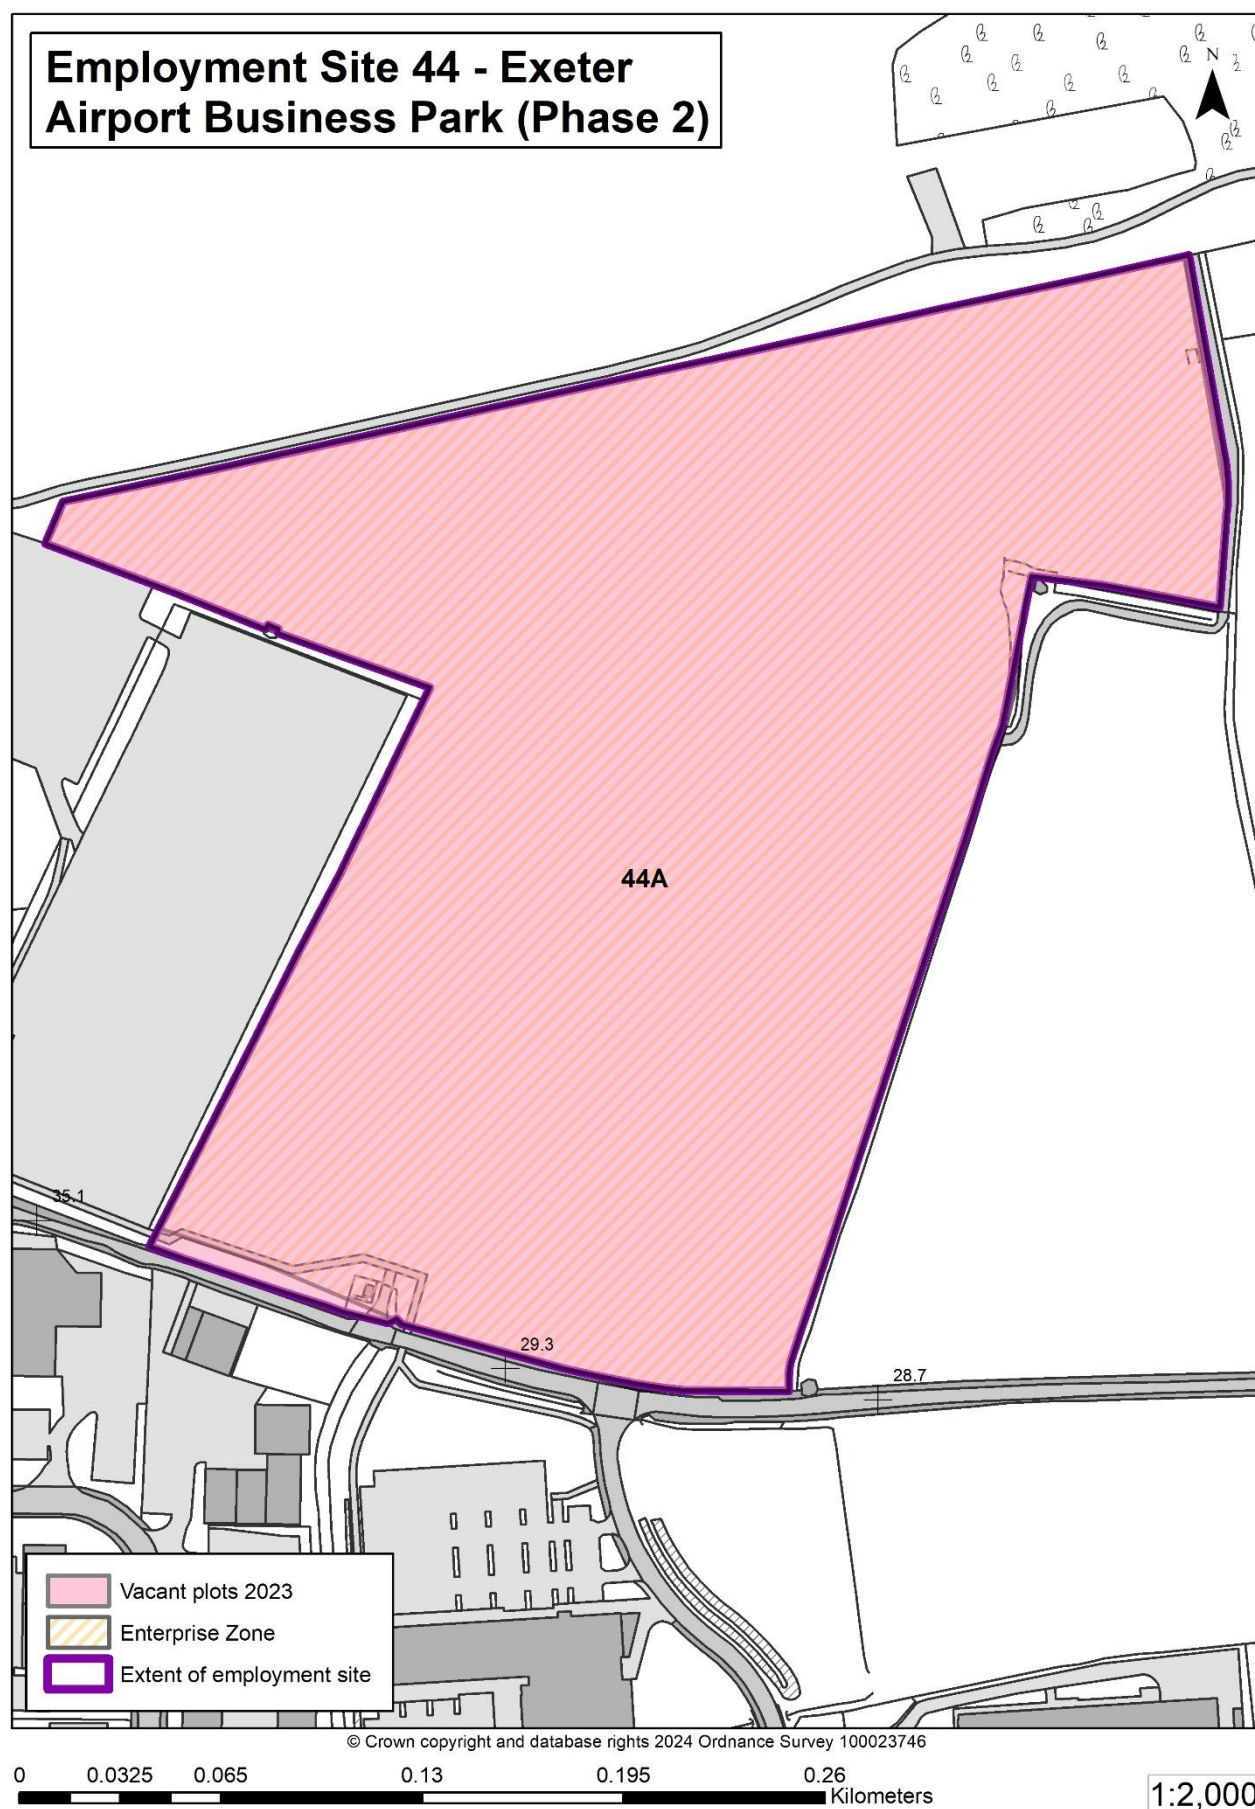 Employment Site 44 - Exeter
Airport Business Park (Phase 2)
N
44A
35.1
29.3
28.7
Vacant plots 2023
Enterprise Zone
Extent of employment site
© Crown copyright and database rights 2024 Ordnance Survey 100023746
0 0.0325 0.065 0.13 0.195 0.26
Kilometers
1:2,000